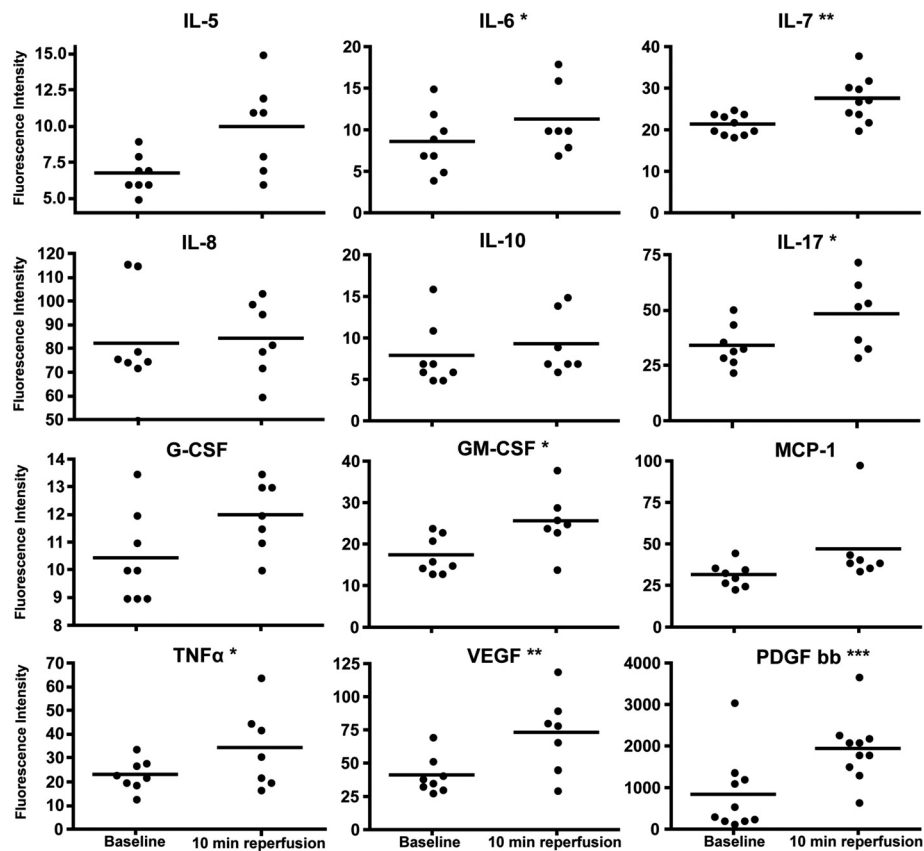 IL-5 IL-6 * IL-7 **
Fluorescence Intensity
15.0 20 40
12.5 15 30
10.0 10 20
7.5 5 10
5.0 0 0
IL-8 IL-10 IL-17 *
Fluorescence Intensity
120 20 75
110 15 50
100 10 25
90 5 0
80 0
70
60
50
G-CSF GM-CSF * MCP-1
Fluorescence Intensity
14 40 100
13 30 75
12 20 50
11 10 25
10 0 0
9
8
TNFα * VEGF ** PDGF bb ***
Fluorescence Intensity
70 125 4000
60 100 3000
50 75 2000
40 50 1000
30 25 0
20 0
10
0
Baseline 10 min reperfusion Baseline 10 min reperfusion Baseline 10 min reperfusion